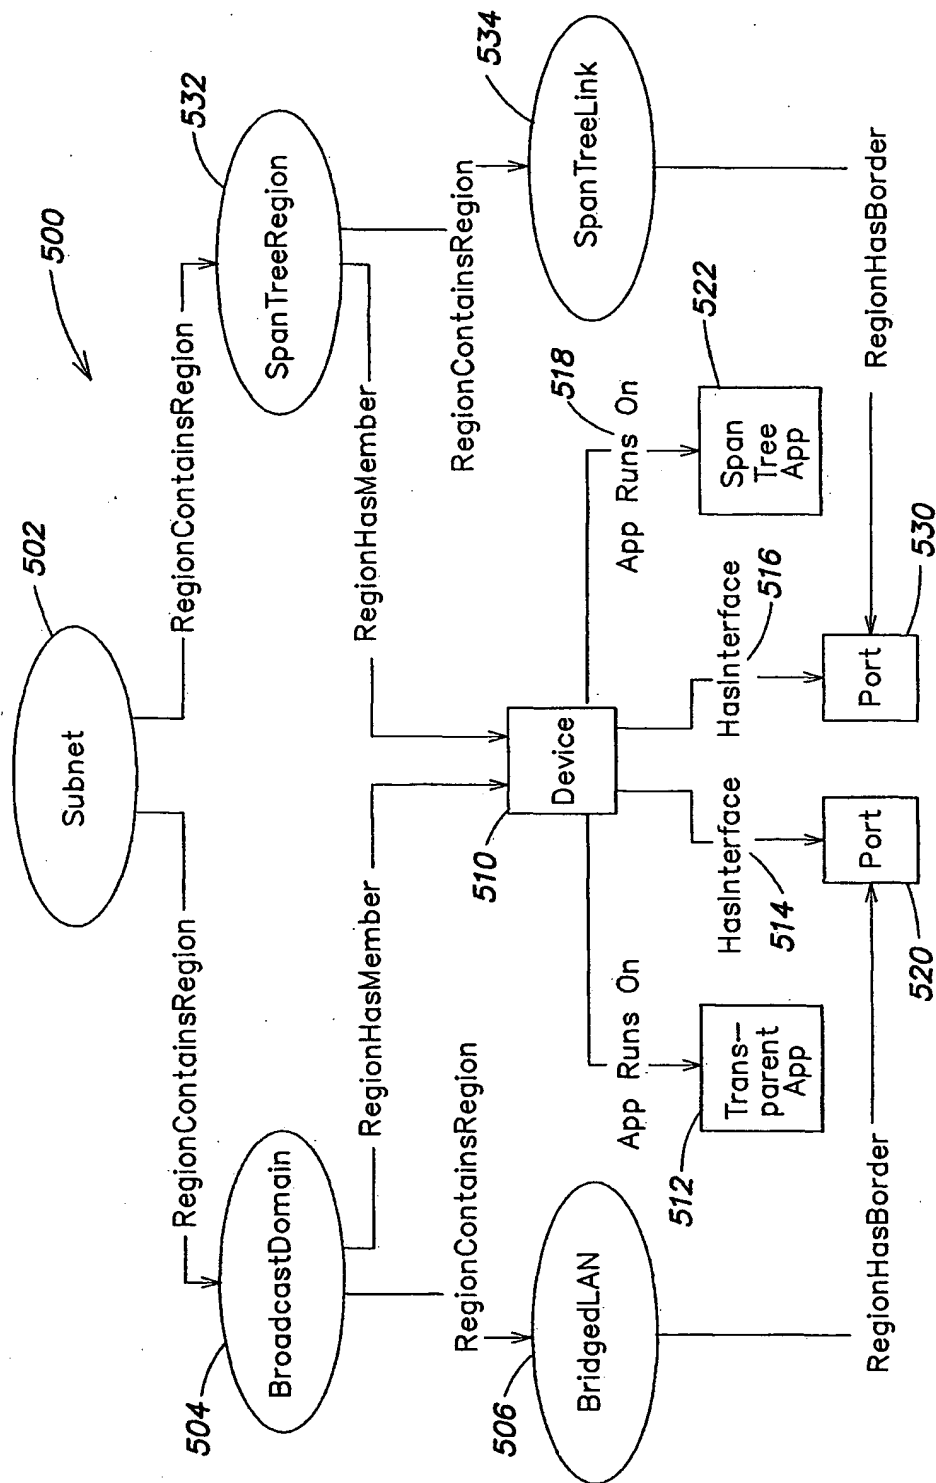 500
502
Subnet
RegionContainsRegion
RegionContainsRegion
504
BroadcastDomain
532
SpanTreeRegion
RegionHasMember
RegionHasMember
RegionContainsRegion
RegionContainsRegion
506
BridgedLAN
510
Device
534
SpanTreeLink
App Runs On
App Runs On
518
512
Trans-
parent
App
HasInterface
514
HasInterface
516
Span
Tree
App
522
Port
520
Port
530
RegionHasBorder
RegionHasBorder